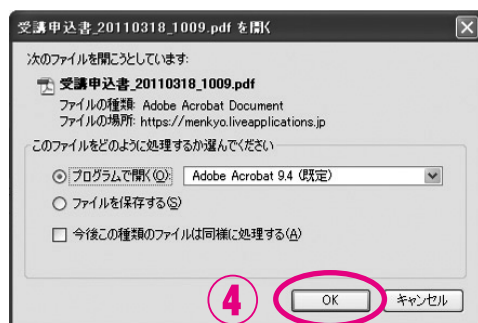 受講申込書_20110318_1009.pdf を開く
次のファイルを開こうとしています:
受講申込書_20110318_1009.pdf
ファイルの種類: Adobe Acrobat Document
ファイルの場所: https://menkyo.liveapplications.jp
このファイルをどのように処理するか選んでください
プログラムで開く(O): Adobe Acrobat 9.4 (既定)
ファイルを保存する(S)
今後この種類のファイルは同様に処理する(A)
④ OK キャンセル